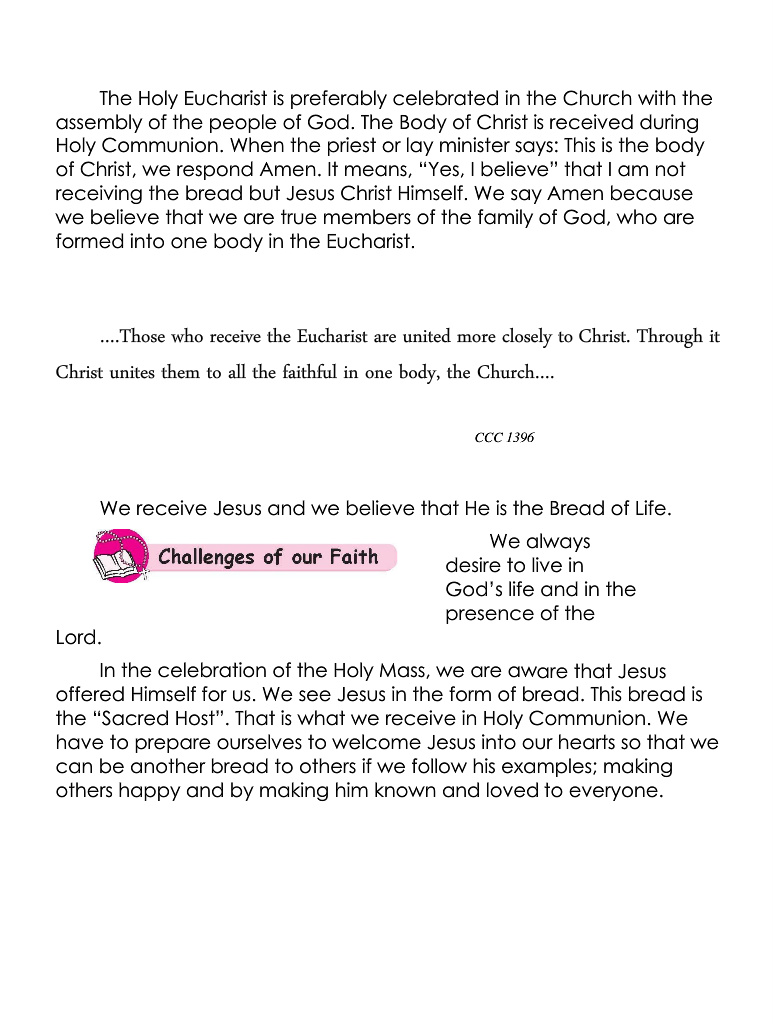 The Holy Eucharist is preferably celebrated in the Church with the
assembly of the people of God. The Body of Christ is received during
Holy Communion. When the priest or lay minister says: This is the body
of Christ, we respond Amen. It means, “Yes, I believe” that I am not
receiving the bread but Jesus Christ Himself. We say Amen because
we believe that we are true members of the family of God, who are
formed into one body in the Eucharist.
....Those who receive the Eucharist are united more closely to Christ. Through it
Christ unites them to all the faithful in one body, the Church....
CCC 1396
We receive Jesus and we believe that He is the Bread of Life.
Challenges of our Faith
We always
desire to live in
God’s life and in the
presence of the
Lord.
In the celebration of the Holy Mass, we are aware that Jesus
offered Himself for us. We see Jesus in the form of bread. This bread is
the “Sacred Host”. That is what we receive in Holy Communion. We
have to prepare ourselves to welcome Jesus into our hearts so that we
can be another bread to others if we follow his examples; making
others happy and by making him known and loved to everyone.